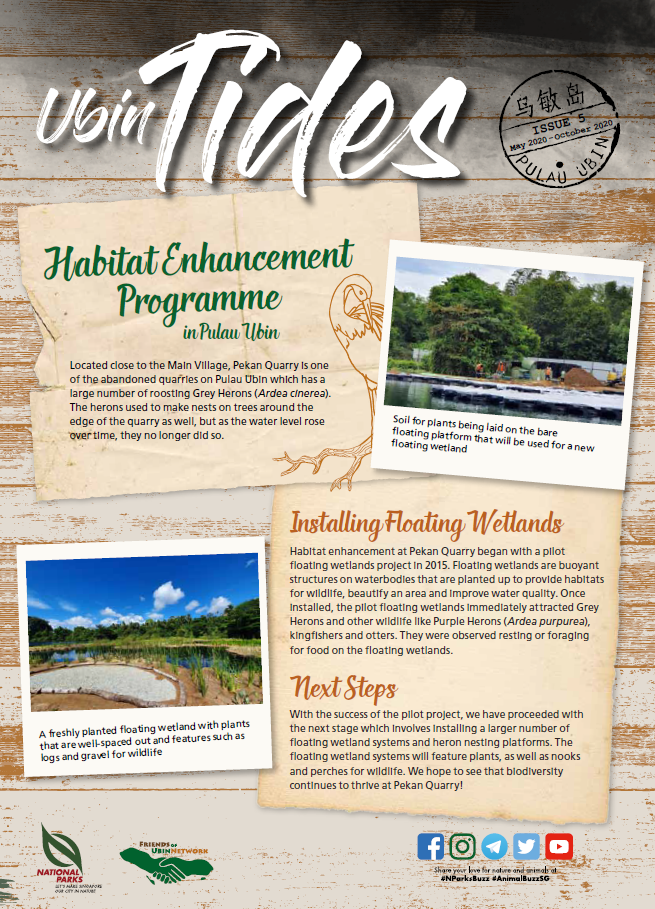 Ubin Tides
乌敏岛
ISSUE 5
May 2020 - October 2020
PULAU UBIN
Habitat Enhancement
Programme
in Pulau Ubin
Located close to the Main Village, Pekan Quarry is one
of the abandoned quarries on Pulau Ubin which has a
large number of roosting Grey Herons (Ardea cinerea).
The herons used to make nests on trees around the
edge of the quarry as well, but as the water level rose
over time, they no longer did so.
Soil for plants being laid on the bare
floating platform that will be used for a new
floating wetland
Installing Floating Wetlands
Habitat enhancement at Pekan Quarry began with a pilot
floating wetlands project in 2015. Floating wetlands are buoyant
structures on waterbodies that are planted up to provide habitats
for wildlife, beautify an area and improve water quality. Once
installed, the pilot floating wetlands immediately attracted Grey
Herons and other wildlife like Purple Herons (Ardea purpurea),
kingfishers and otters. They were observed resting or foraging
for food on the floating wetlands.
A freshly planted floating wetland with plants
that are well-spaced out and features such as
logs and gravel for wildlife
Next Steps
With the success of the pilot project, we have proceeded with
the next stage which involves installing a larger number of
floating wetland systems and heron nesting platforms. The
floating wetland systems will feature plants, as well as nooks
and perches for wildlife. We hope to see that biodiversity
continues to thrive at Pekan Quarry!
NATIONAL
PARKS
LET'S MAKE SINGAPORE
OUR CITY IN NATURE
FRIENDS OF
UBIN NETWORK
Share your love for nature and animals at
#NParksBuzz #AnimalBuzzSG